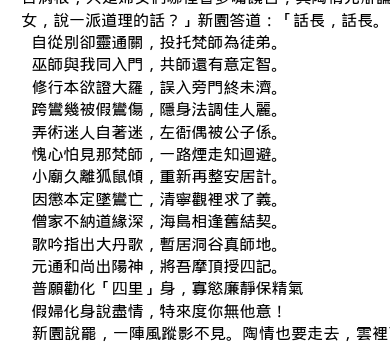 女，說一派道理的話？」新園答道：「話長，話長。
自從別卻靈通關，投托梵師為徒弟。
巫師與我同入門，共師還有意定智。
修行本欲證大羅，誤入旁門終未濟。
跨鸞幾被假鸞傷，隱身法調佳人麗。
弄術迷人自著迷，左衙偶被公子係。
愧心怕見那梵師，一路煙走知迴避。
小廟久離狐鼠傾，重新再整安居計。
因懲本定墜鸞亡，清寧觀裡求了義。
僧家不納道緣深，海島相逢舊結契。
歌吟指出大丹歌，暫居洞谷真師地。
元通和尚出陽神，將吾摩頂授四記。
普願勸化「四里」身，寡慾廉靜保精氣
假婦化身說盡情，特來度你無他意！
新園說罷，一陣風蹤影不見。陶情也要走去，雲裡